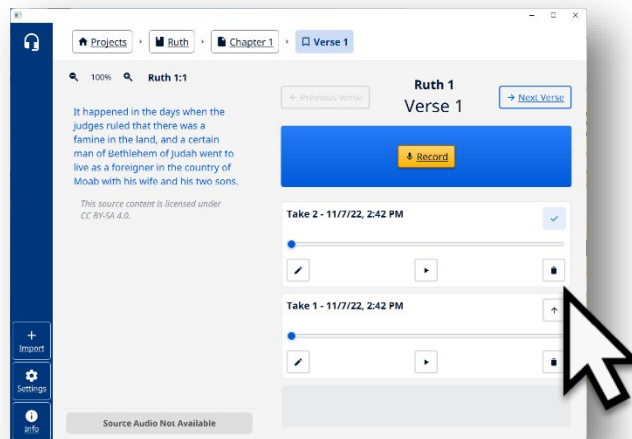 Projects
Ruth
Chapter 1
Verse 1
100%
Ruth 1:1
It happened in the days when the
judges ruled that there was a
famine in the land, and a certain
man of Bethlehem of Judah went to
live as a foreigner in the country of
Moab with his wife and his two sons.
This source content is licensed under
CC BY-SA 4.0.
Source Audio Not Available
← Previous Verse
Ruth 1
Verse 1
→ Next Verse
Record
Take 2 - 11/7/22, 2:42 PM
Take 1 - 11/7/22, 2:42 PM
Import
Settings
Info